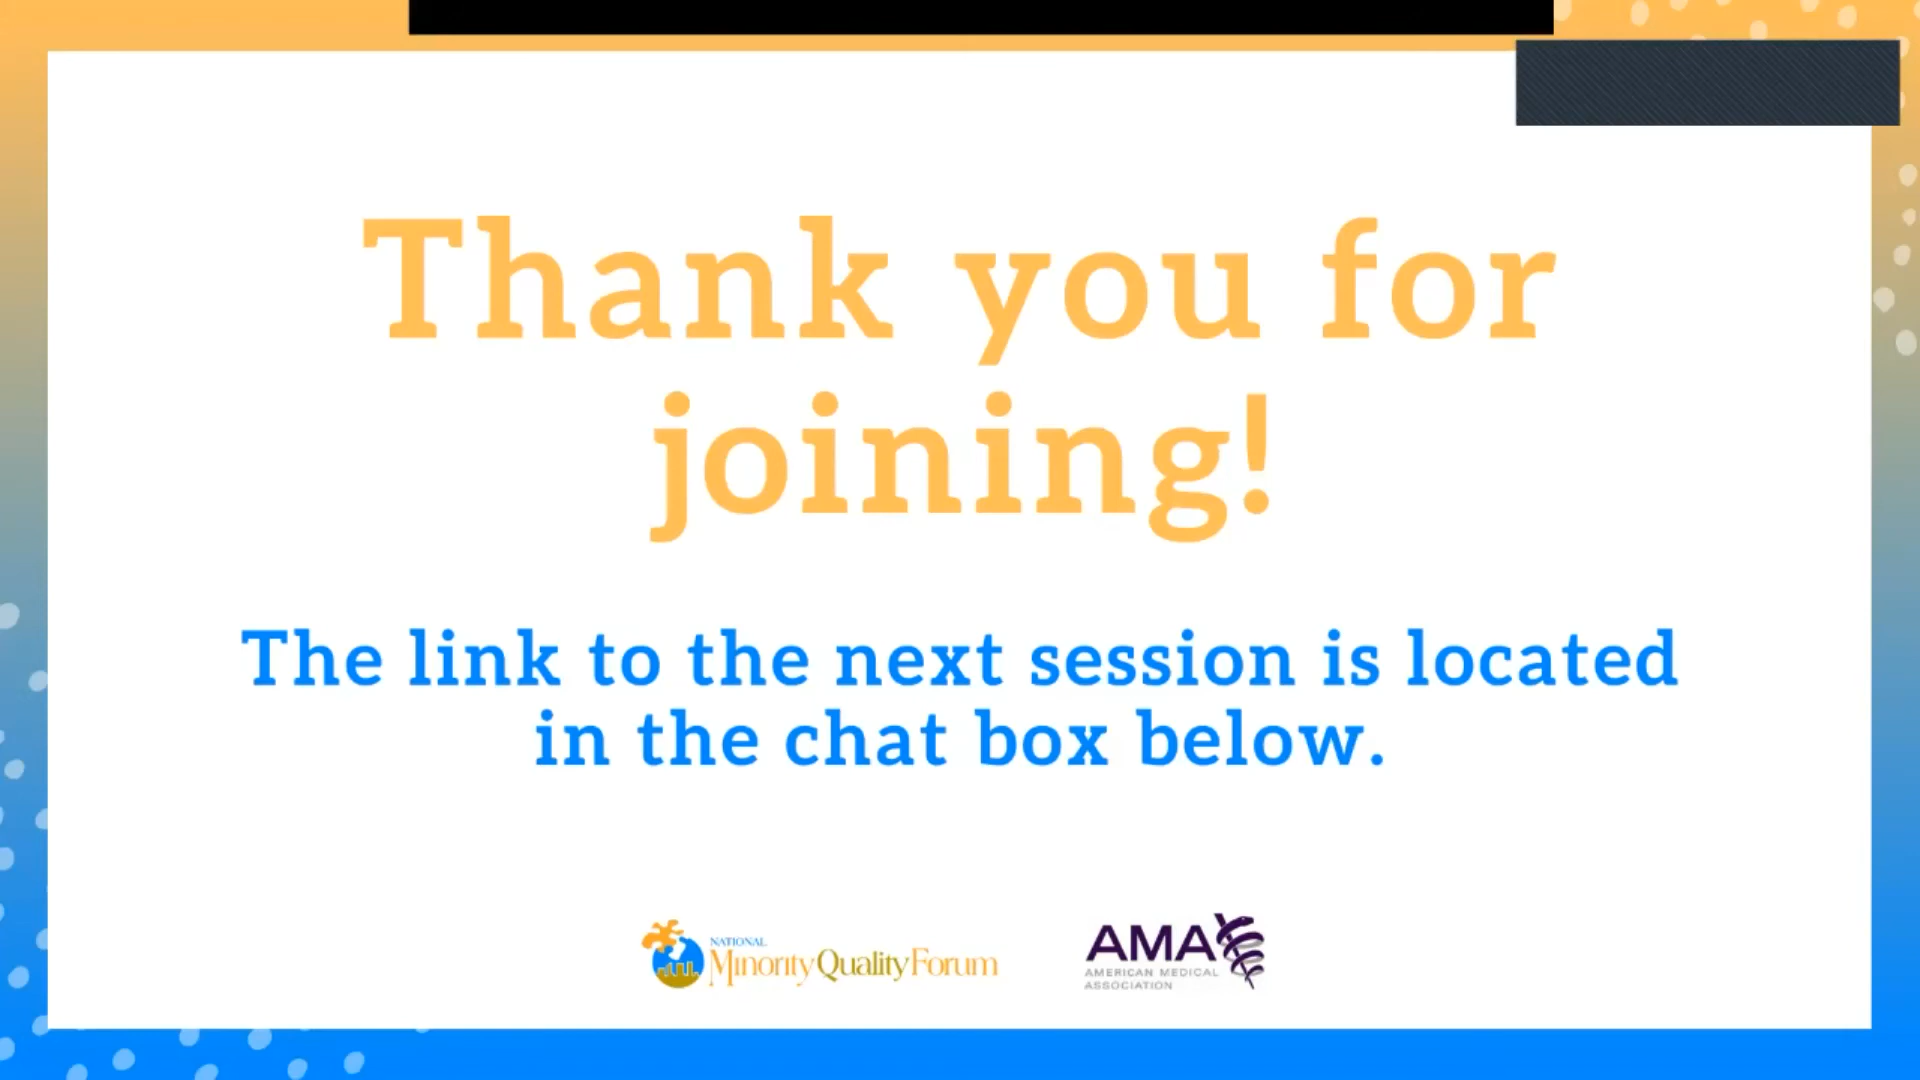 Thank you for
joining!
The link to the next session is located
in the chat box below.
NATIONAL
Minority Quality Forum
AMA
AMERICAN MEDICAL
ASSOCIATION